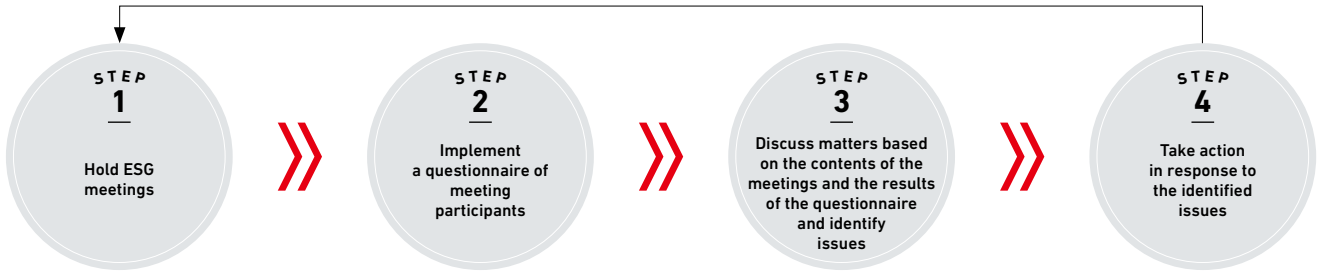 STEP
1
Hold ESG
meetings
STEP
2
Implement
a questionnaire of
meeting
participants
STEP
3
Discuss matters based
on the contents of the
meetings and the results
of the questionnaire
and identify
issues
STEP
4
Take action
in response to
the identified
issues